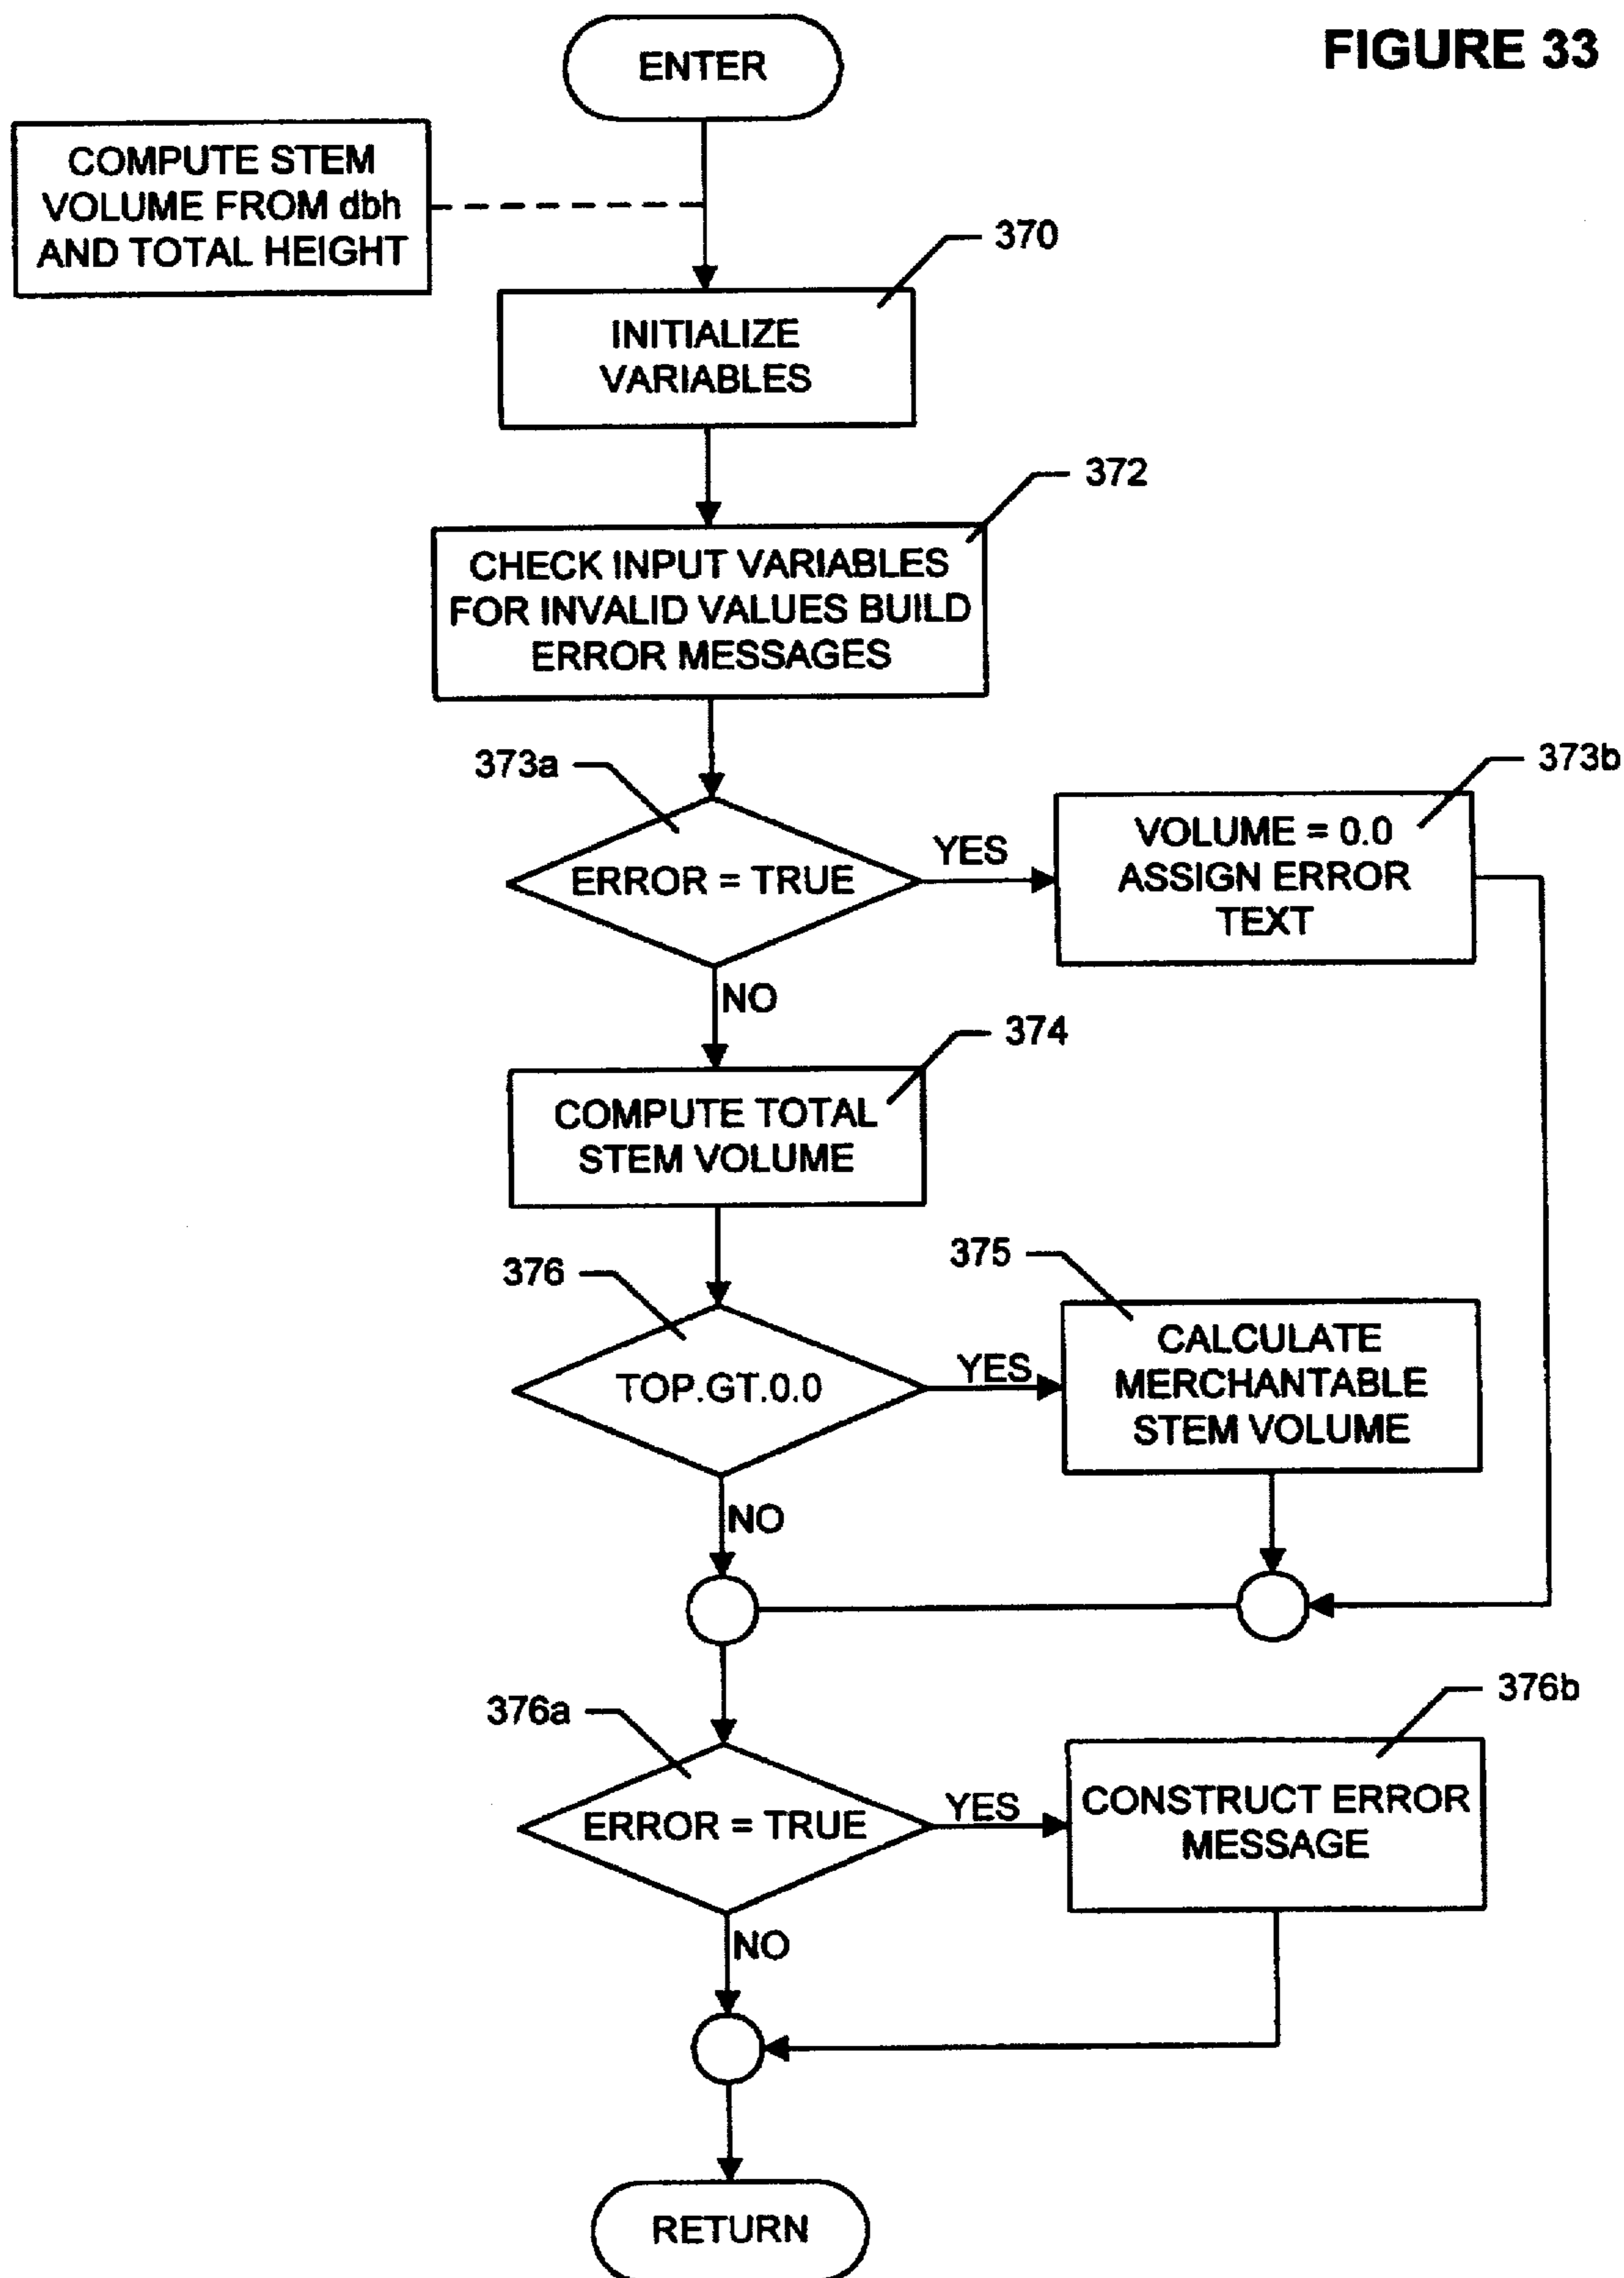 FIGURE 33
ENTER
COMPUTE STEM
VOLUME FROM dbh
AND TOTAL HEIGHT
370
INITIALIZE
VARIABLES
372
CHECK INPUT VARIABLES
FOR INVALID VALUES BUILD
ERROR MESSAGES
373a
373b
ERROR = TRUE
YES
VOLUME = 0.0
ASSIGN ERROR
TEXT
NO
374
COMPUTE TOTAL
STEM VOLUME
376
375
TOP.GT.0.0
YES
CALCULATE
MERCHANTABLE
STEM VOLUME
NO
376a
376b
ERROR = TRUE
YES
CONSTRUCT ERROR
MESSAGE
NO
RETURN